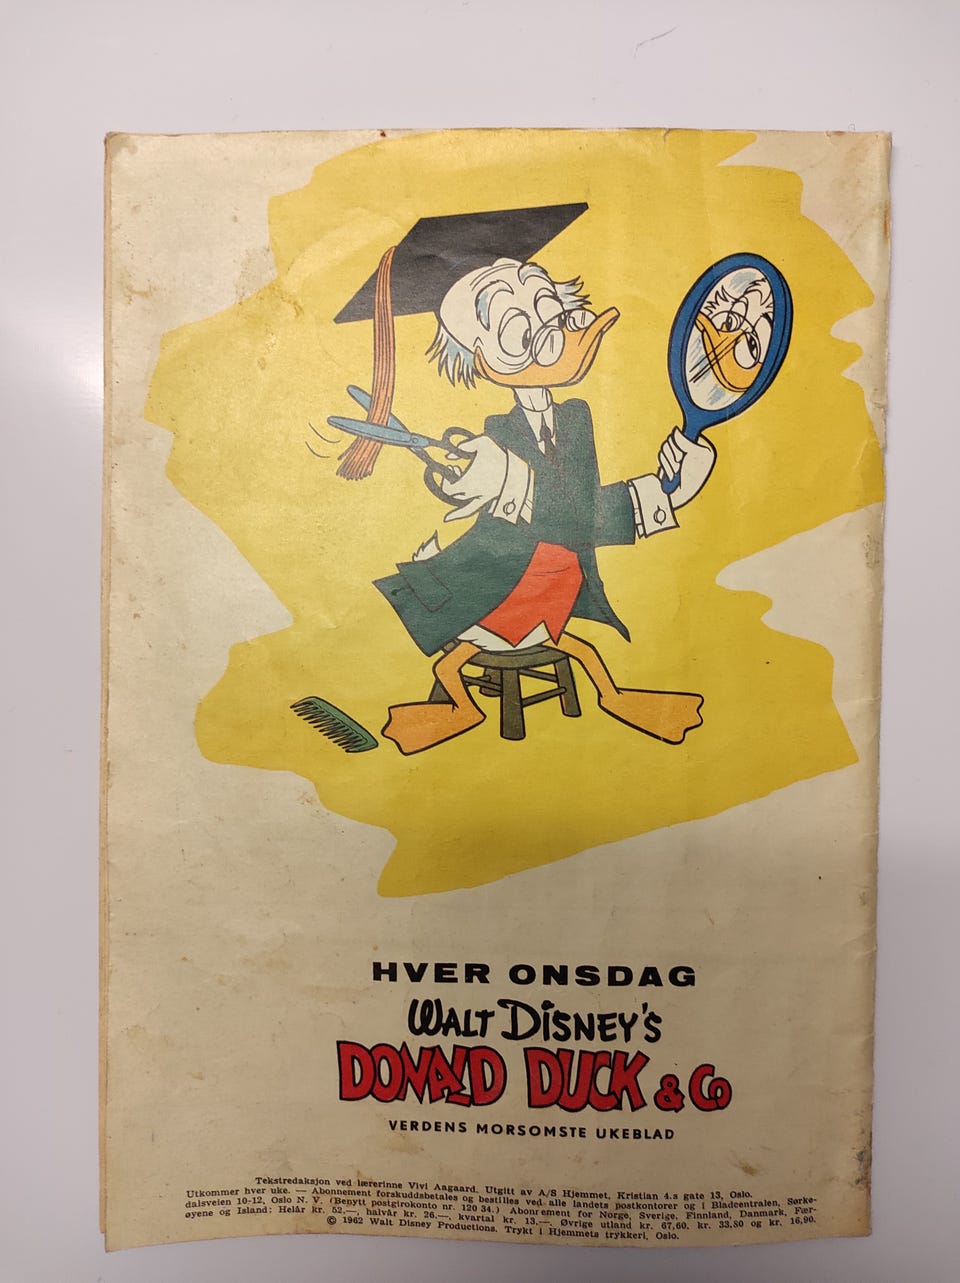 HVER ONSDAG
WALT DISNEY'S
DONALD DUCK & Co
VERDENS MORSOMSTE UKEBLAD
Tekstredaksjon ved lærerinne Vivi Aagaard. Utgitt av A/S Hjemmet, Kristian 4.s gate 13, Oslo.
Utkommer hver uke. — Abonnement forskuddsbetales og bestilles ved alle landets postkontorer og i Bladcentralen, Sørke-
dalsveien 10-12, Oslo N. V. (Benytt postgirokonto nr. 120 34.) Abonnement for Norge, Sverige, Finnland, Danmark, Fær-
øyene og Island: Helår kr. 52,—, halvår kr. 26,—, kvartal kr. 13,—. Øvrige utland kr. 67,60, kr. 33,80 og kr. 16,90.
© 1962 Walt Disney Productions. Trykt i Hjemmets trykkeri, Oslo.